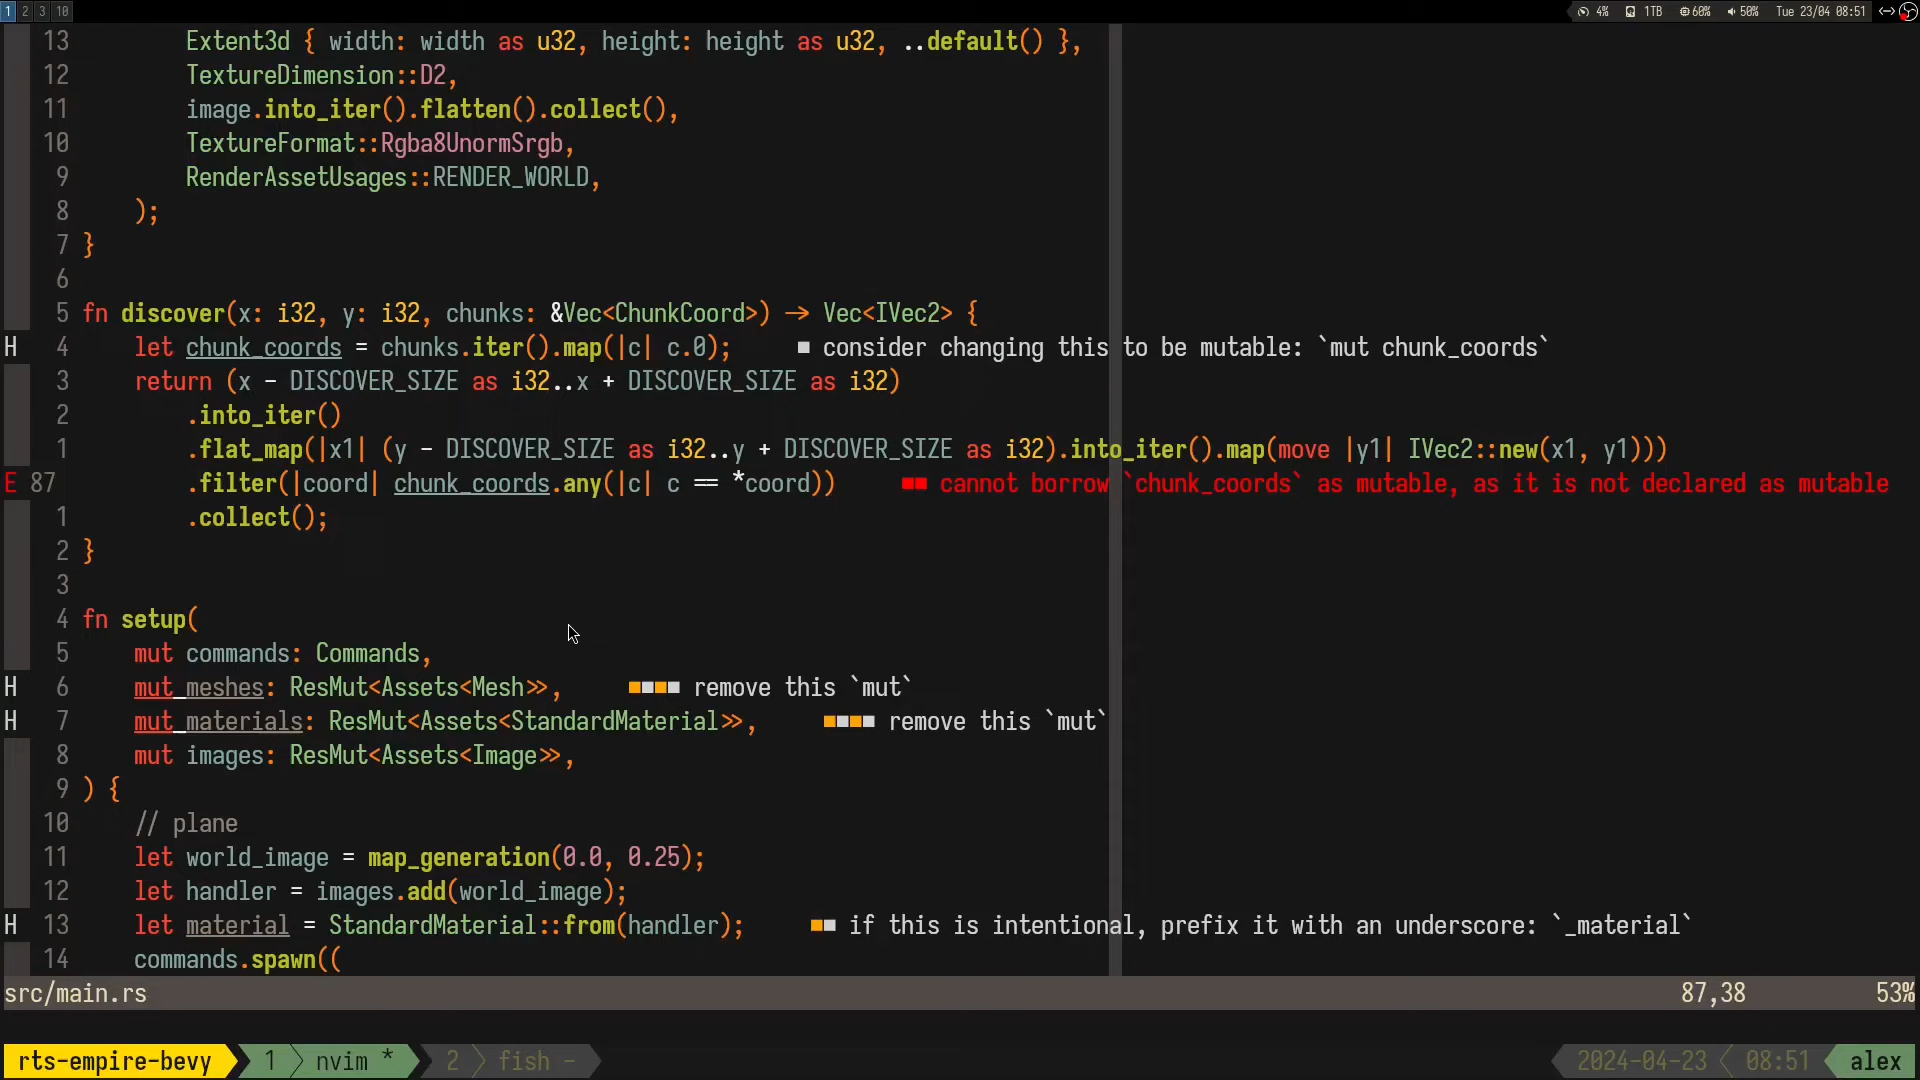 1 2 3 10 4% 1TB 60% 50% Tue 23/04 08:51
13 Extent3d { width: width as u32, height: height as u32, ..default() },
12 TextureDimension::D2,
11 image.into_iter().flatten().collect(),
10 TextureFormat::Rgba8UnormSrgb,
9 RenderAssetUsages::RENDER_WORLD,
8 );
7 }
6
5 fn discover(x: i32, y: i32, chunks: &Vec<ChunkCoord>) -> Vec<IVec2> {
H 4 let chunk_coords = chunks.iter().map(|c| c.0); ■ consider changing this to be mutable: `mut chunk_coords`
3 return (x - DISCOVER_SIZE as i32..x + DISCOVER_SIZE as i32)
2 .into_iter()
1 .flat_map(|x1| (y - DISCOVER_SIZE as i32..y + DISCOVER_SIZE as i32).into_iter().map(move |y1| IVec2::new(x1, y1)))
E 87 .filter(|coord| chunk_coords.any(|c| c == *coord)) ■■ cannot borrow `chunk_coords` as mutable, as it is not declared as mutable
1 .collect();
2 }
3
4 fn setup(
5 mut commands: Commands,
H 6 mut meshes: ResMut<Assets<Mesh>>, ■■■■ remove this `mut`
H 7 mut materials: ResMut<Assets<StandardMaterial>>, ■■■■ remove this `mut`
8 mut images: ResMut<Assets<Image>>,
9 ) {
10 // plane
11 let world_image = map_generation(0.0, 0.25);
12 let handler = images.add(world_image);
H 13 let material = StandardMaterial::from(handler); ■■ if this is intentional, prefix it with an underscore: `_material`
14 commands.spawn((
src/main.rs 87,38 53%
rts-empire-bevy 1 nvim * 2 fish - 2024-04-23 08:51 alex